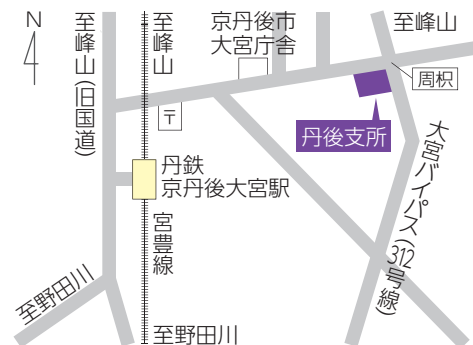 N
至峰山(旧国道)
至峰山
京丹後市
大宮庁舎
至峰山
周枳
〒
丹後支所
丹鉄
京丹後大宮駅
宮豊線
大宮バイパス(312号線)
至野田川
至野田川